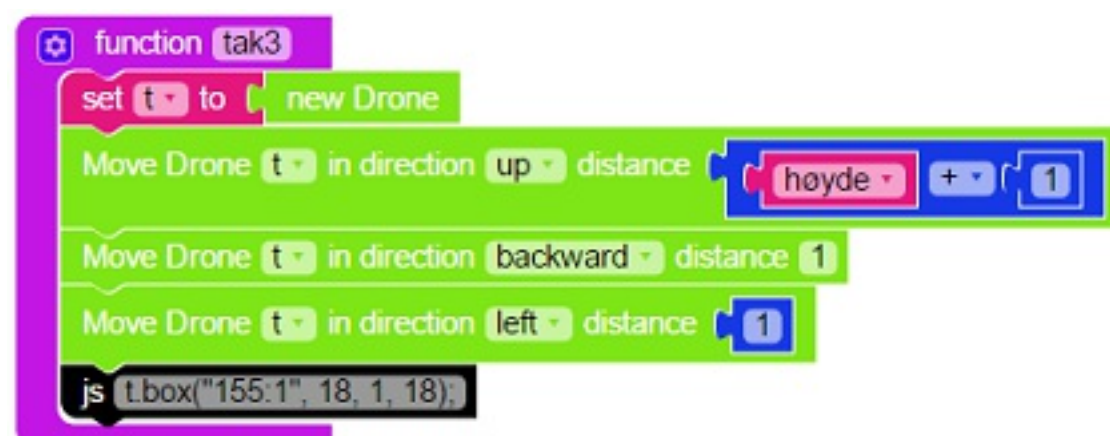 function tak3
set t to new Drone
Move Drone t in direction up distance høyde + 1
Move Drone t in direction backward distance 1
Move Drone t in direction left distance 1
js t.box("155:1", 18, 1, 18);